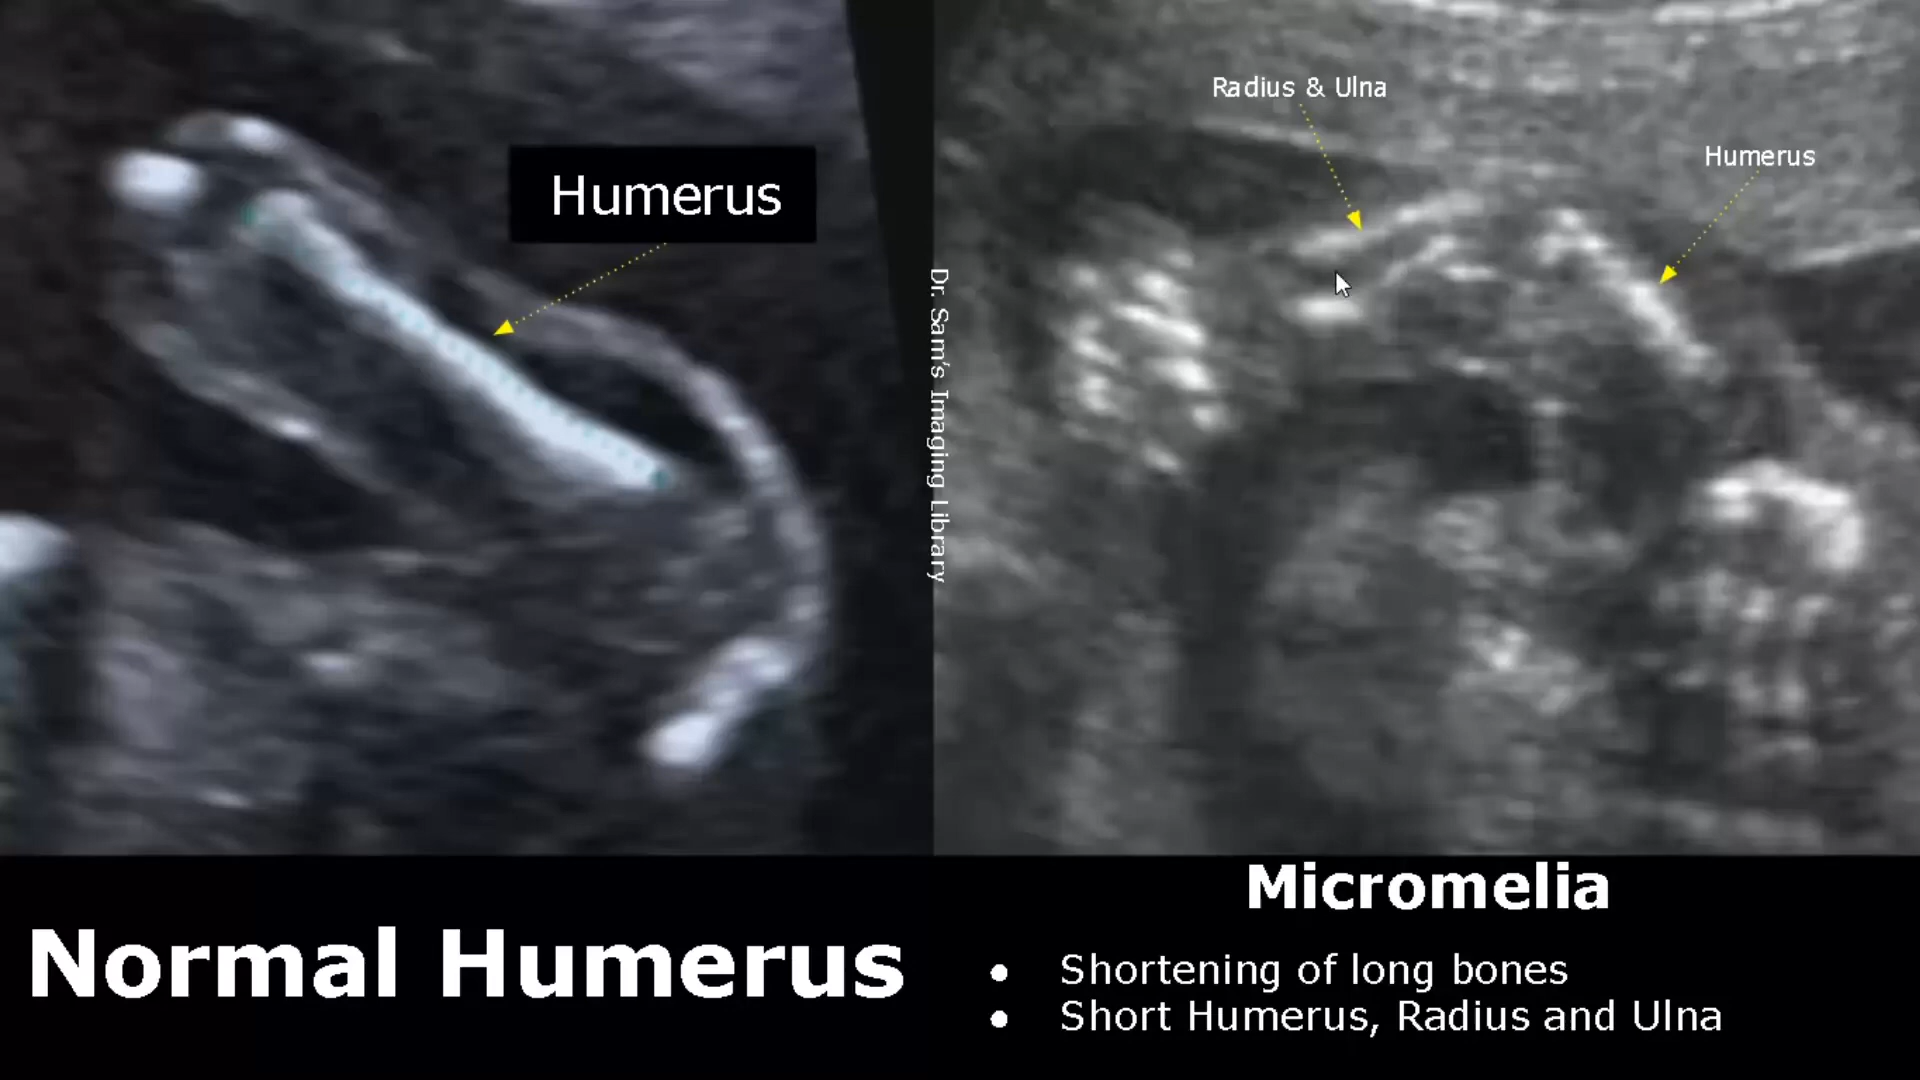 Humerus
Normal Humerus
Dr. Sam's Imaging Library
Radius & Ulna
Humerus
Micromelia
● Shortening of long bones
● Short Humerus, Radius and Ulna